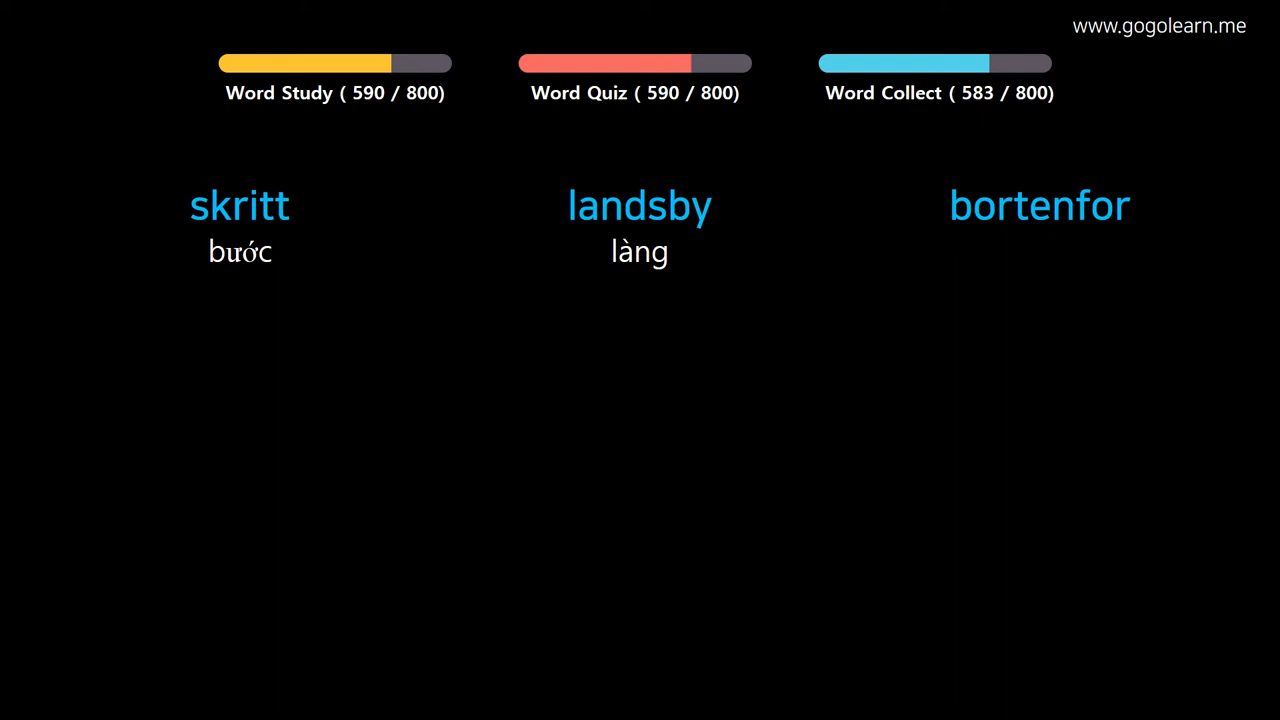 www.gogolearn.me
Word Study ( 590 / 800)
Word Quiz ( 590 / 800)
Word Collect ( 583 / 800)
skritt
bước
landsby
làng
bortenfor